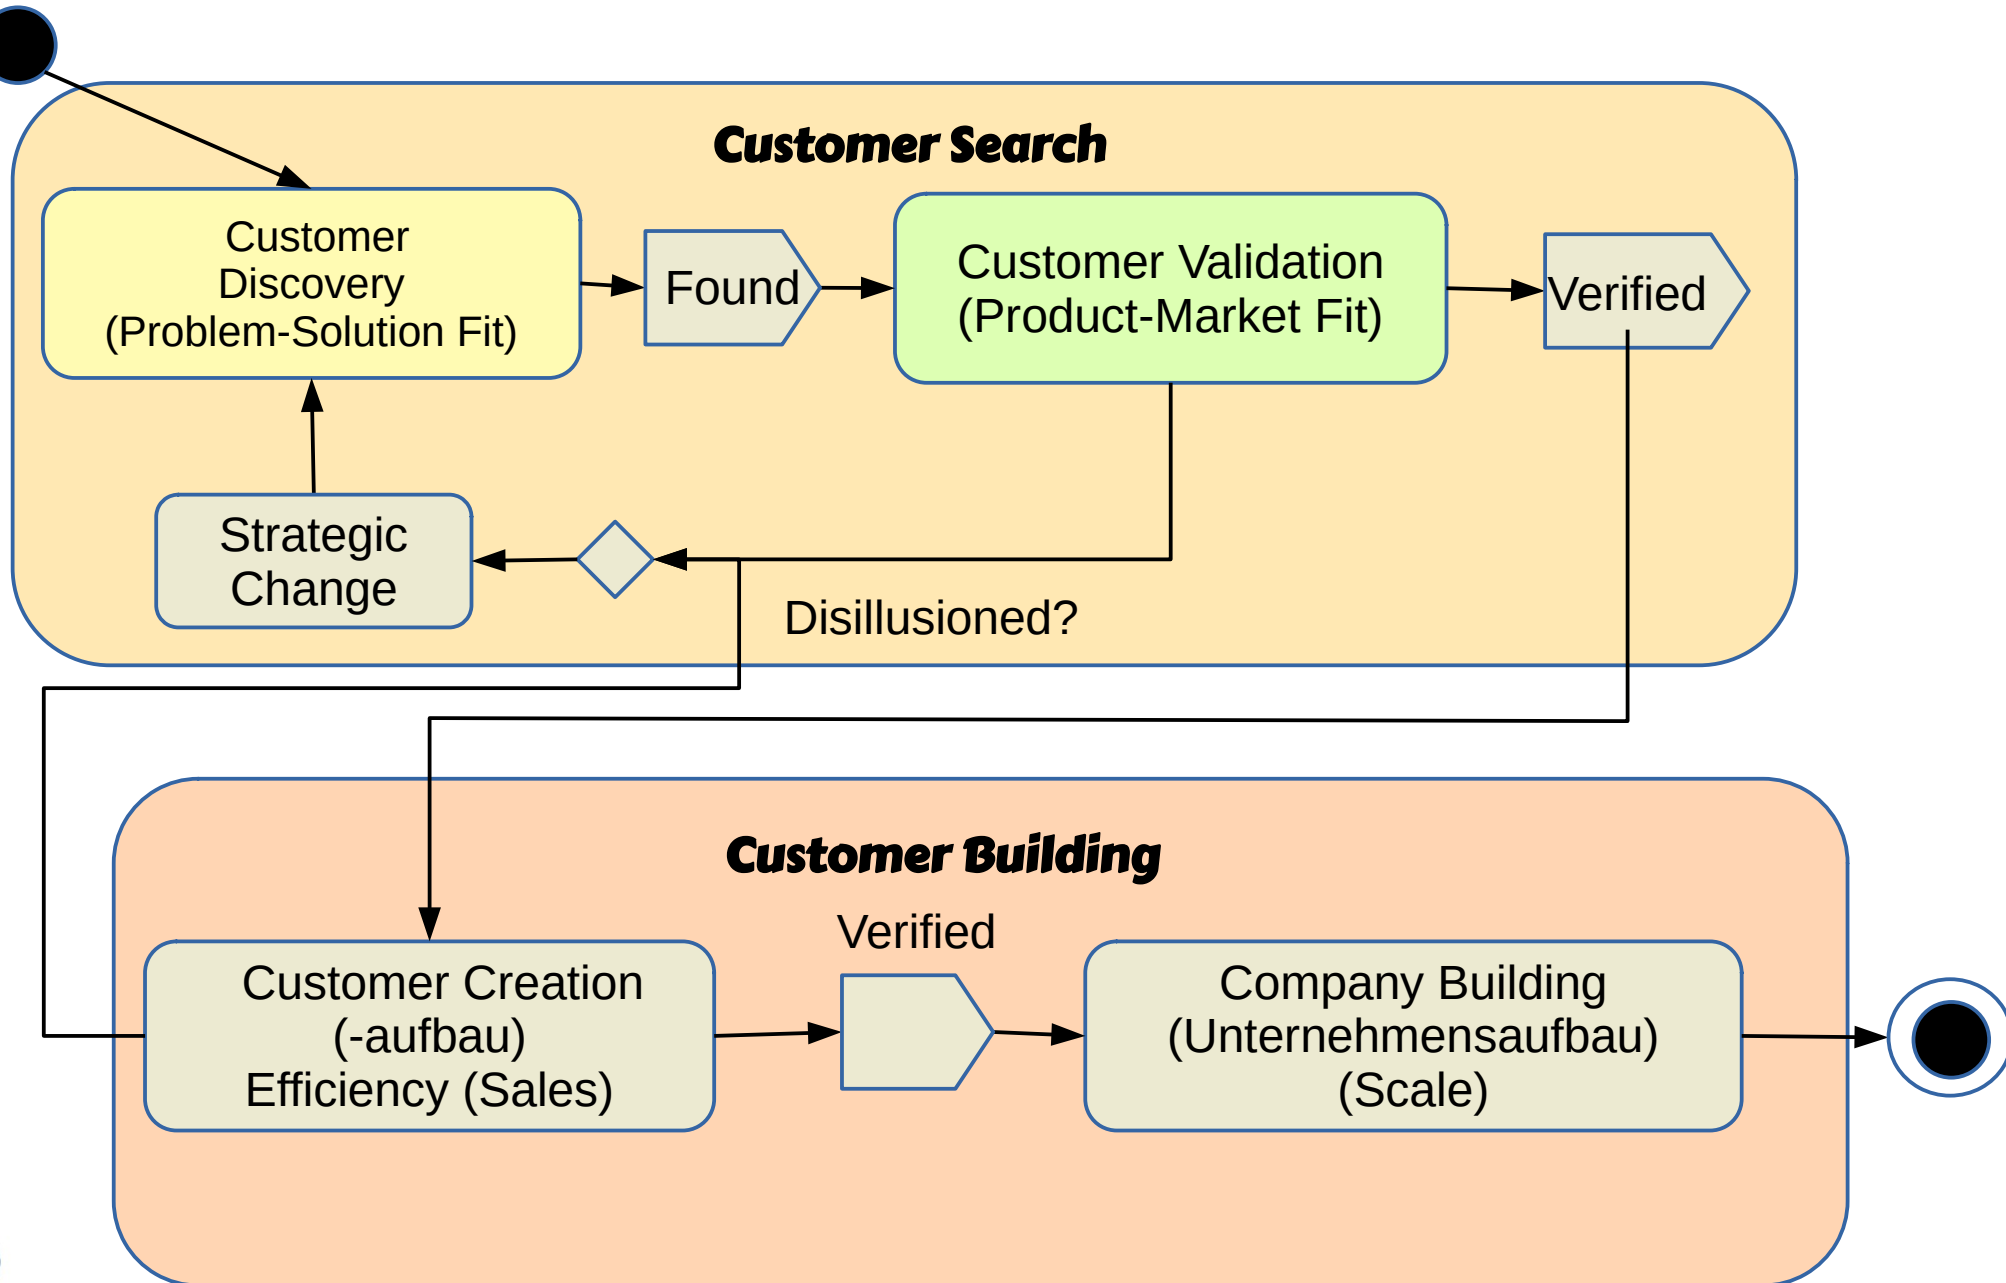 Customer Search
Customer
Discovery
(Problem-Solution Fit)
Found
Customer Validation
(Product-Market Fit)
Verified
Strategic
Change
Disillusioned?
Customer Building
Verified
Customer Creation
(-aufbau)
Efficiency (Sales)
Company Building
(Unternehmensaufbau)
(Scale)